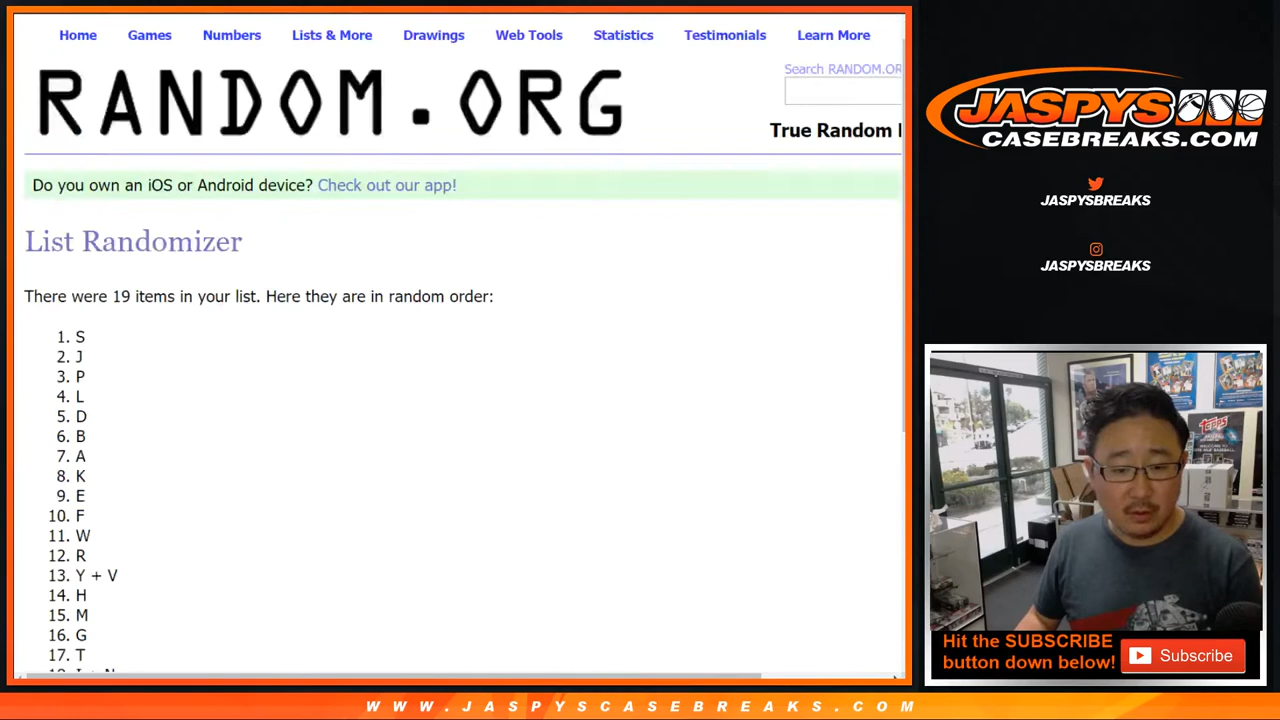 Home Games Numbers Lists & More Drawings Web Tools Statistics Testimonials Learn More
RANDOM.ORG
Search RANDOM.OR
True Random
Do you own an iOS or Android device? Check out our app!
List Randomizer
There were 19 items in your list. Here they are in random order:
1. S
2. J
3. P
4. L
5. D
6. B
7. A
8. K
9. E
10. F
11. W
12. R
13. Y + V
14. H
15. M
16. G
17. T
JASPYS
CASEBREAKS.COM
JASPYSBREAKS
JASPYSBREAKS
Topps
Hit the SUBSCRIBE
button down below!
Subscribe
WWW.JASPYSCASEBREAKS.COM